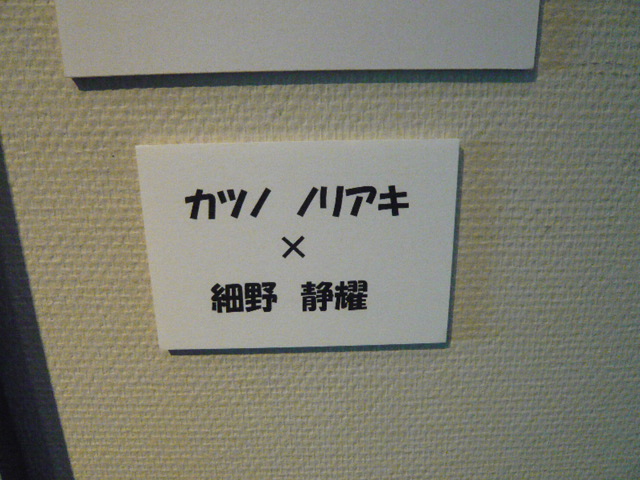 カツノ ノリアキ
×
細野 静耀